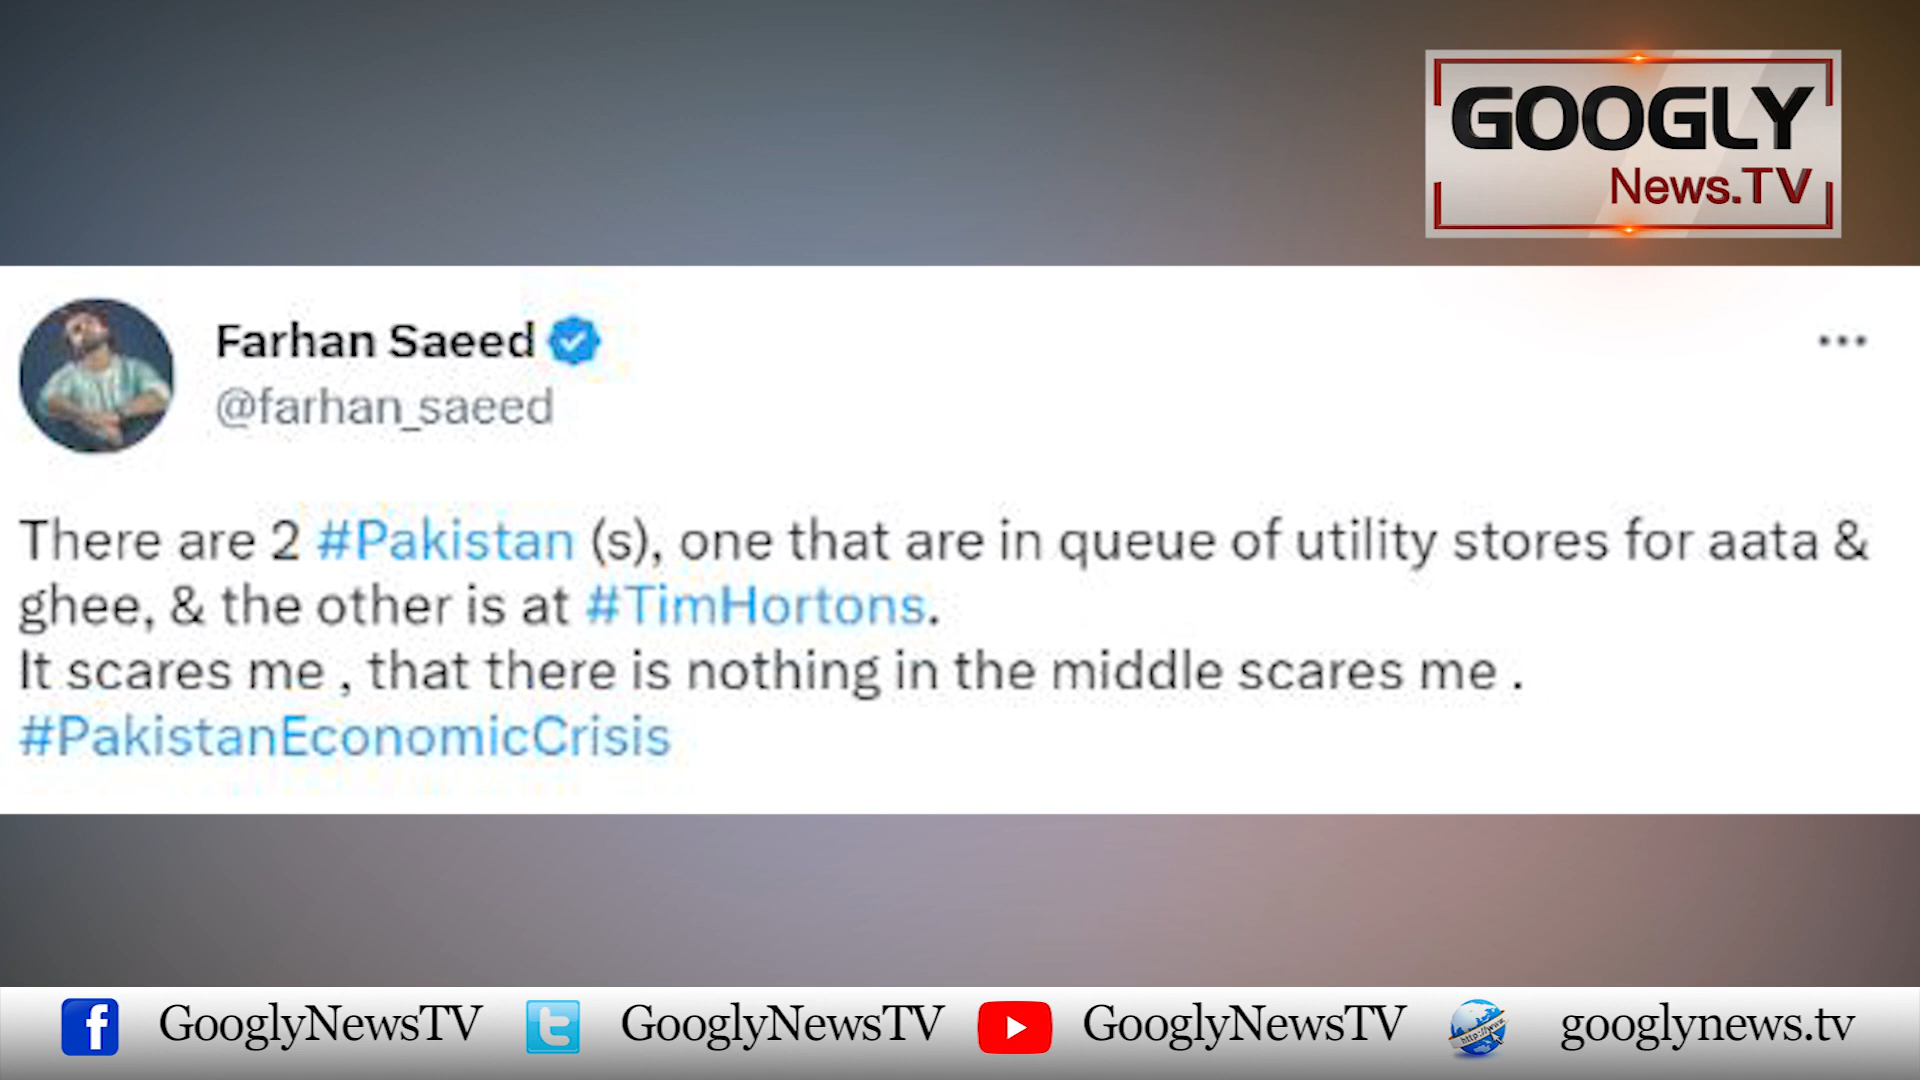 GOOGLY
News.TV
Farhan Saeed
@farhan_saeed
There are 2 #Pakistan (s), one that are in queue of utility stores for aata &
ghee, & the other is at #TimHortons.
It scares me , that there is nothing in the middle scares me .
#PakistanEconomicCrisis
GooglyNewsTV GooglyNewsTV GooglyNewsTV googlynews.tv